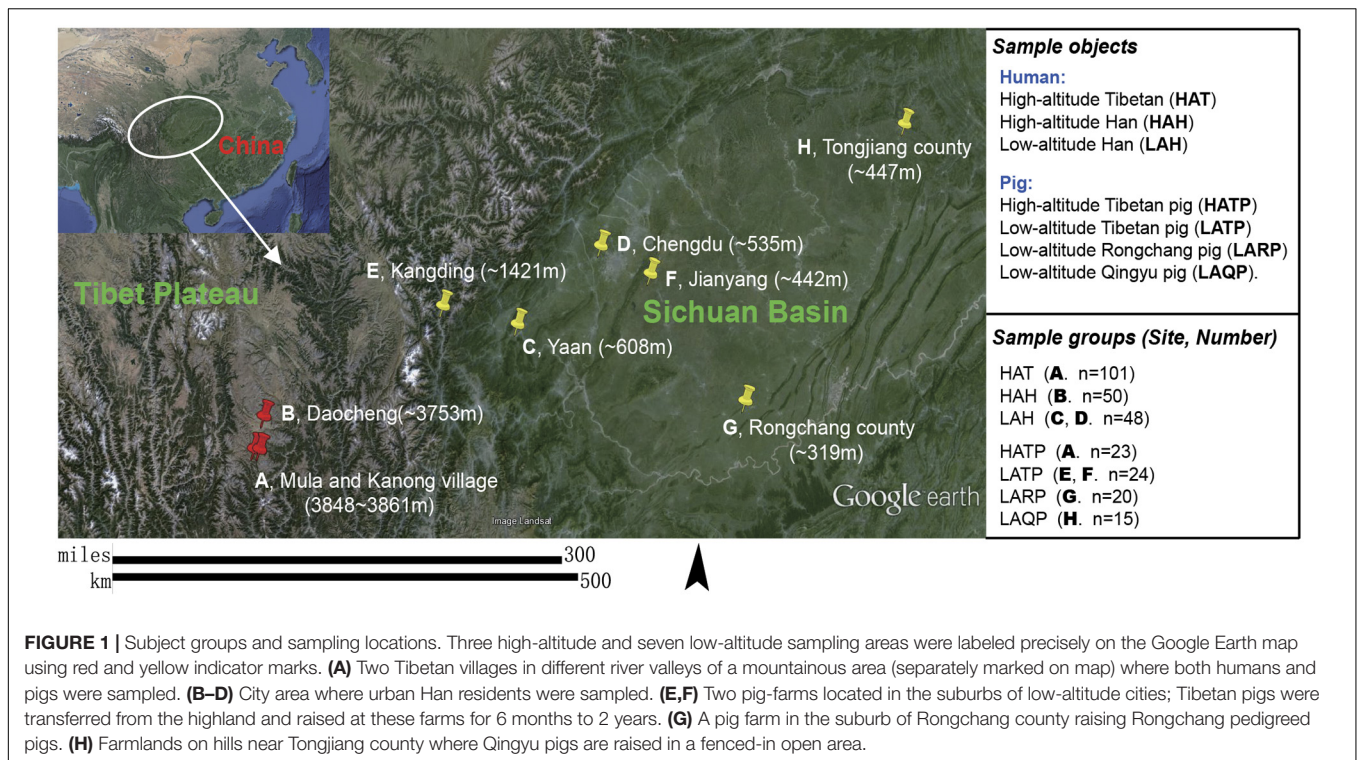 China
Tibet Plateau
Sichuan Basin
H, Tongjiang county
(~447m)
D, Chengdu (~535m)
F, Jianyang (~442m)
E, Kangding (~1421m)
C, Yaan (~608m)
B, Daocheng(~3753m)
G, Rongchang county
(~319m)
A, Mula and Kanong village
(3848~3861m)
Google earth
Image Landsat
miles 300
km 500
Sample objects
Human:
High-altitude Tibetan (HAT)
High-altitude Han (HAH)
Low-altitude Han (LAH)
Pig:
High-altitude Tibetan pig (HATP)
Low-altitude Tibetan pig (LATP)
Low-altitude Rongchang pig (LARP)
Low-altitude Qingyu pig (LAQP).
Sample groups (Site, Number)
HAT (A. n=101)
HAH (B. n=50)
LAH (C, D. n=48)
HATP (A. n=23)
LATP (E, F. n=24)
LARP (G. n=20)
LAQP (H. n=15)
FIGURE 1 | Subject groups and sampling locations. Three high-altitude and seven low-altitude sampling areas were labeled precisely on the Google Earth map
using red and yellow indicator marks. (A) Two Tibetan villages in different river valleys of a mountainous area (separately marked on map) where both humans and
pigs were sampled. (B–D) City area where urban Han residents were sampled. (E,F) Two pig-farms located in the suburbs of low-altitude cities; Tibetan pigs were
transferred from the highland and raised at these farms for 6 months to 2 years. (G) A pig farm in the suburb of Rongchang county raising Rongchang pedigreed
pigs. (H) Farmlands on hills near Tongjiang county where Qingyu pigs are raised in a fenced-in open area.